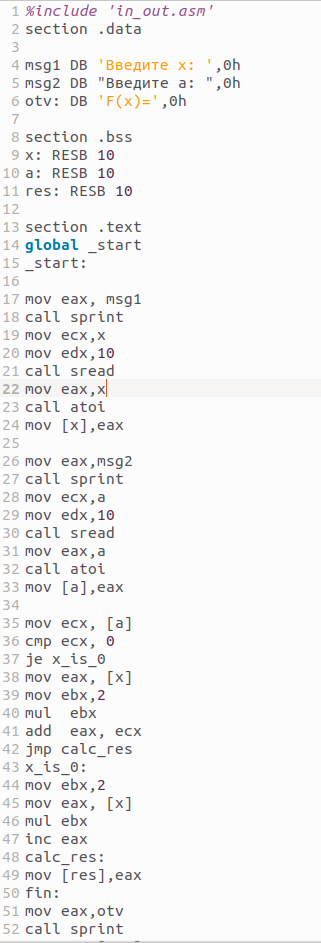 1 %include 'in_out.asm'
2 section .data
3
4 msg1 DB 'Введите x: ',0h
5 msg2 DB "Введите a: ",0h
6 otv: DB 'F(x)=',0h
7
8 section .bss
9 x: RESB 10
10 a: RESB 10
11 res: RESB 10
12
13 section .text
14 global _start
15 _start:
16
17 mov eax, msg1
18 call sprint
19 mov ecx,x
20 mov edx,10
21 call sread
22 mov eax,x
23 call atoi
24 mov [x],eax
25
26 mov eax,msg2
27 call sprint
28 mov ecx,a
29 mov edx,10
30 call sread
31 mov eax,a
32 call atoi
33 mov [a],eax
34
35 mov ecx, [a]
36 cmp ecx, 0
37 je x_is_0
38 mov eax, [x]
39 mov ebx,2
40 mul  ebx
41 add  eax, ecx
42 jmp calc_res
43 x_is_0:
44 mov ebx,2
45 mov eax, [x]
46 mul ebx
47 inc eax
48 calc_res:
49 mov [res],eax
50 fin:
51 mov eax,otv
52 call sprint